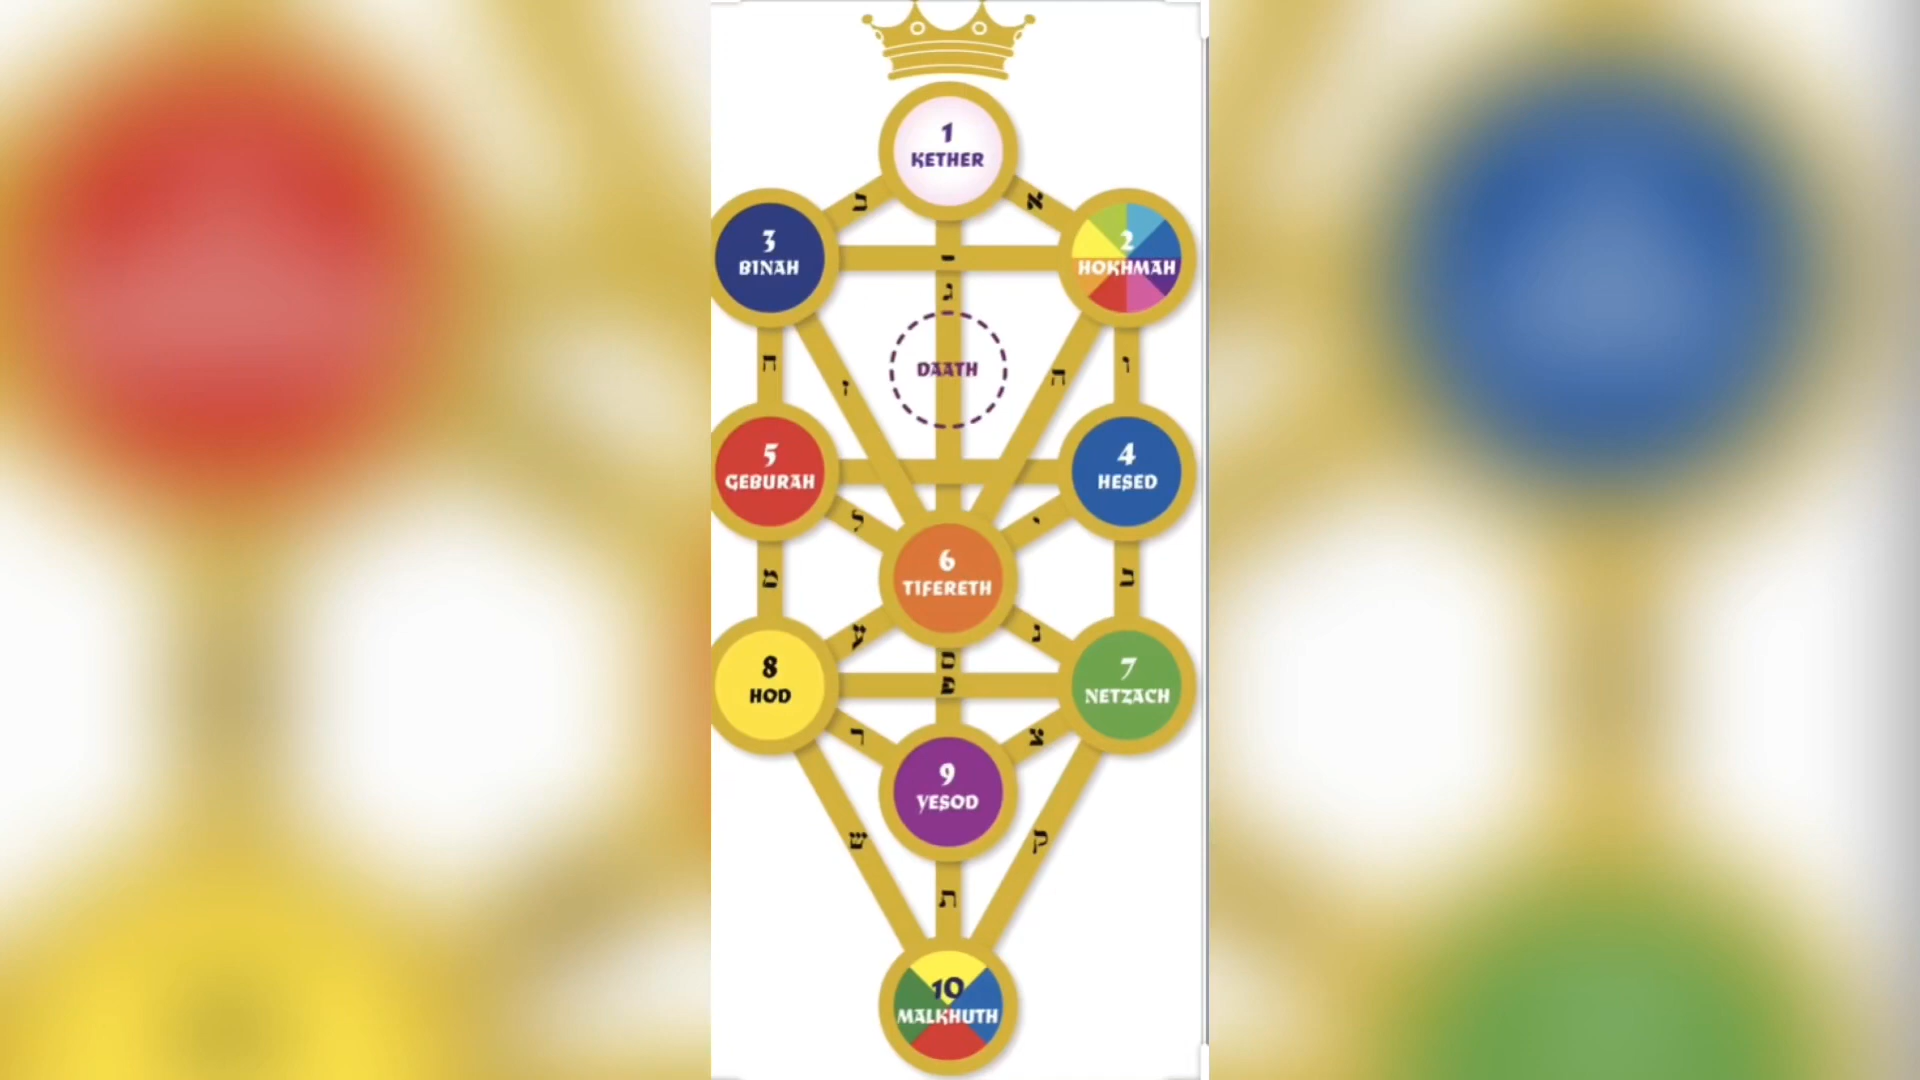 1
KETHER
א
ב
3
BINAH
2
HOKHMAH
ג
DAATH
ח
ז
ה
ו
5
GEBURAH
4
HESED
ל
י
6
TIFERETH
מ
ע
נ
ס
פ
8
HOD
7
NETZACH
ר
צ
9
YESOD
ש
ק
ת
10
MALKHUTH